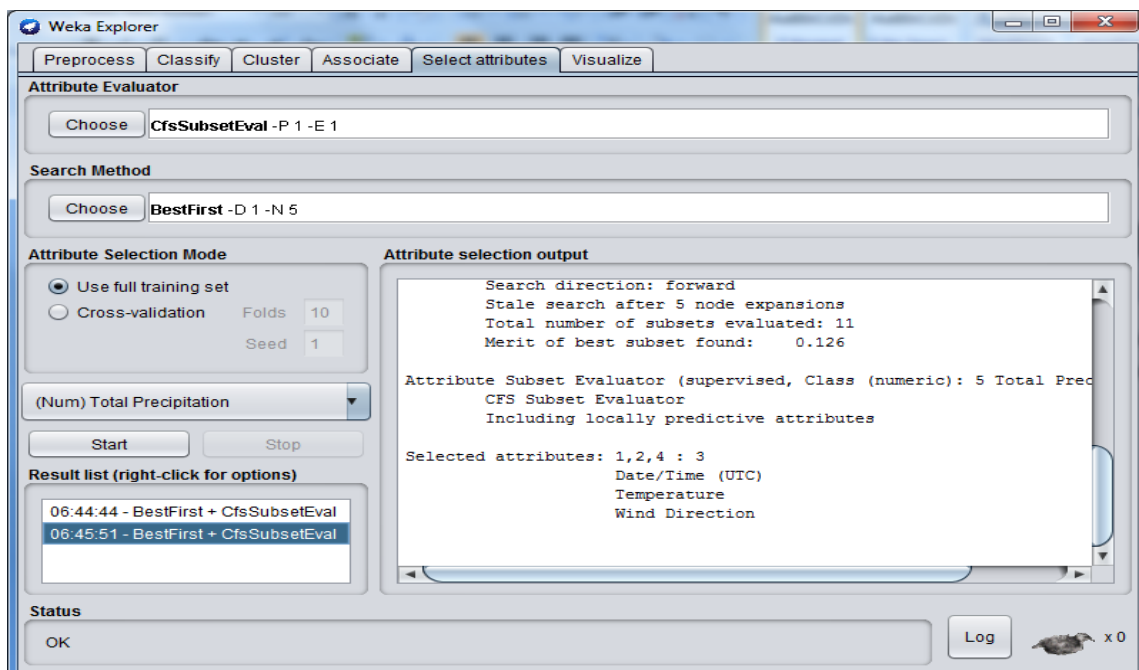 Weka Explorer
Preprocess Classify Cluster Associate Select attributes Visualize
Attribute Evaluator
Choose CfsSubsetEval -P 1 -E 1
Search Method
Choose BestFirst -D 1 -N 5
Attribute Selection Mode
Use full training set
Cross-validation Folds 10
Seed 1
(Num) Total Precipitation
Start Stop
Result list (right-click for options)
06:44:44 - BestFirst + CfsSubsetEval
06:45:51 - BestFirst + CfsSubsetEval
Attribute selection output
Search direction: forward
Stale search after 5 node expansions
Total number of subsets evaluated: 11
Merit of best subset found: 0.126
Attribute Subset Evaluator (supervised, Class (numeric): 5 Total Prec
CFS Subset Evaluator
Including locally predictive attributes
Selected attributes: 1,2,4 : 3
Date/Time (UTC)
Temperature
Wind Direction
Status
OK
Log x 0